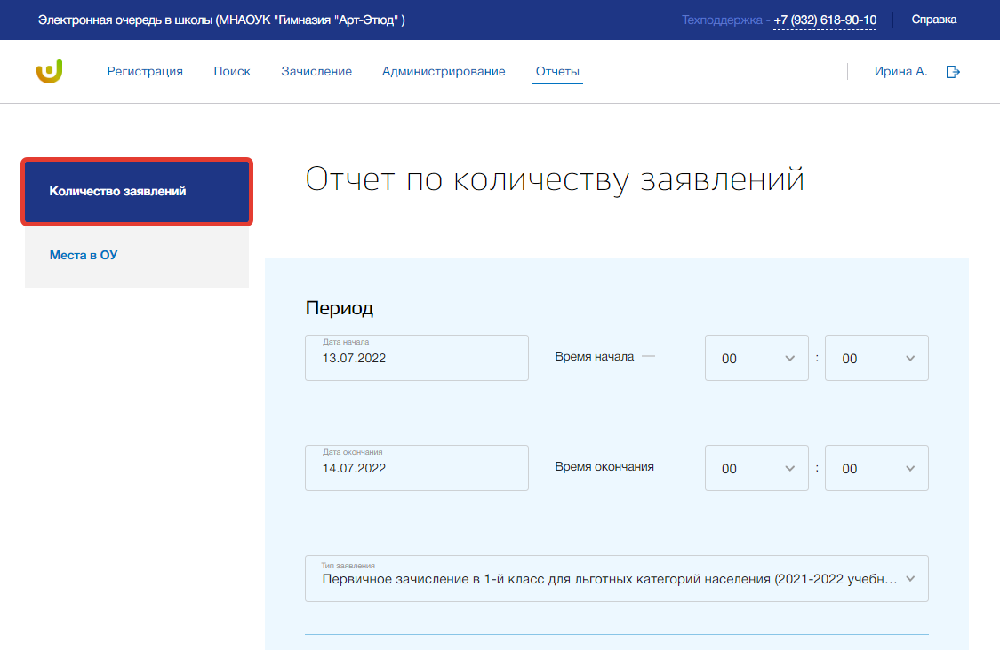 Электронная очередь в школы (МНАОУК "Гимназия "Арт-Этюд" )
Техподдержка - +7 (932) 618-90-10
Справка
Регистрация
Поиск
Зачисление
Администрирование
Отчеты
Ирина А.
Количество заявлений
Места в ОУ
Отчет по количеству заявлений
Период
Дата начала
13.07.2022
Время начала —
00 : 00
Дата окончания
14.07.2022
Время окончания
00 : 00
Тип заявления
Первичное зачисление в 1-й класс для льготных категорий населения (2021-2022 учебн...